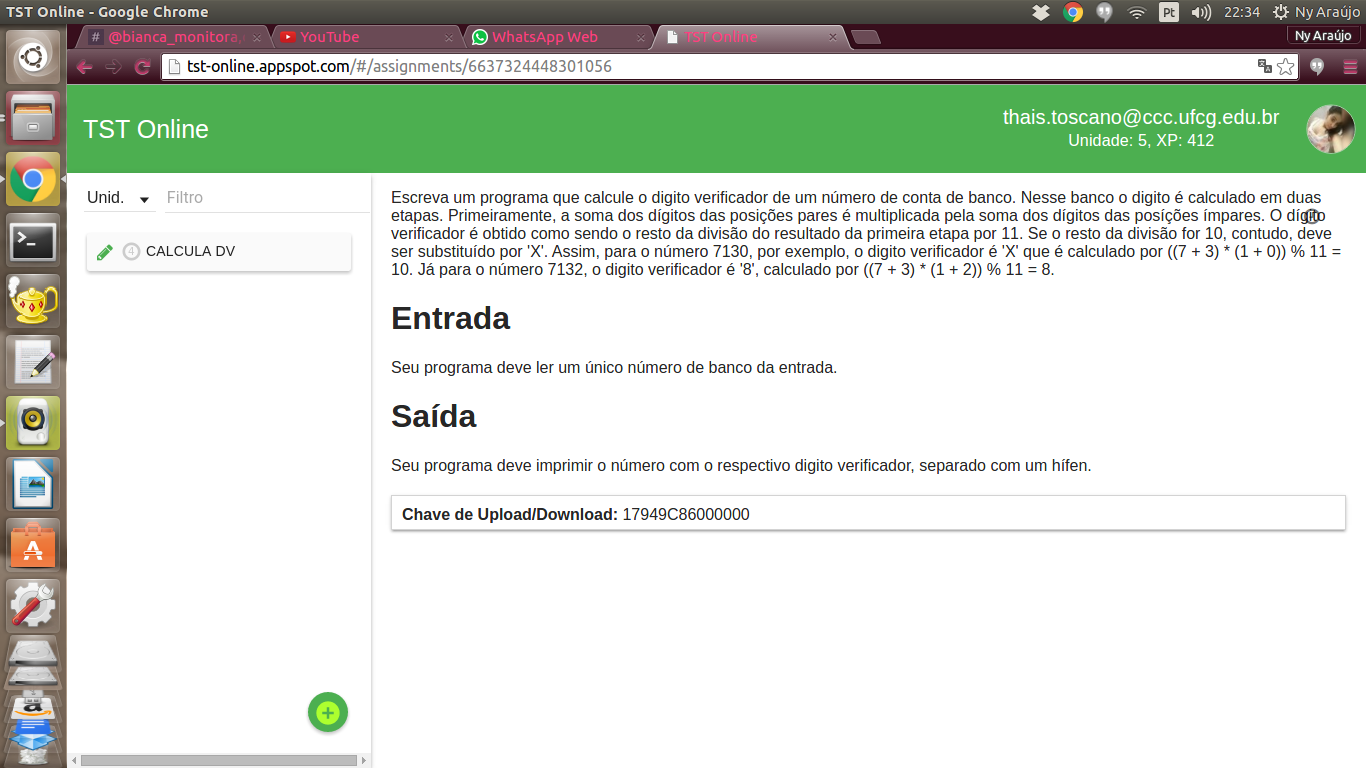 TST Online - Google Chrome
Pt
22:34
Ny Araújo
# @bianca_monitora,
YouTube
WhatsApp Web
TST Online
Ny Araújo
tst-online.appspot.com/#/assignments/6637324448301056
TST Online
thais.toscano@ccc.ufcg.edu.br
Unidade: 5, XP: 412
Unid.
Filtro
4 CALCULA DV
Escreva um programa que calcule o digito verificador de um número de conta de banco. Nesse banco o digito é calculado em duas
etapas. Primeiramente, a soma dos dígitos das posições pares é multiplicada pela soma dos dígitos das posíções ímpares. O dígito
verificador é obtido como sendo o resto da divisão do resultado da primeira etapa por 11. Se o resto da divisão for 10, contudo, deve
ser substituído por 'X'. Assim, para o número 7130, por exemplo, o digito verificador é 'X' que é calculado por ((7 + 3) * (1 + 0)) % 11 =
10. Já para o número 7132, o digito verificador é '8', calculado por ((7 + 3) * (1 + 2)) % 11 = 8.
Entrada
Seu programa deve ler um único número de banco da entrada.
Saída
Seu programa deve imprimir o número com o respectivo digito verificador, separado com um hífen.
Chave de Upload/Download: 17949C86000000